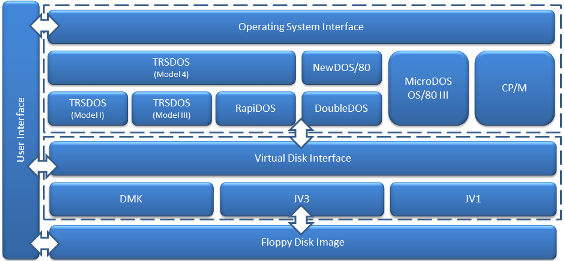 User Interface
Operating System Interface
TRSDOS
(Model 4)
NewDOS/80
MicroDOS
OS/80 III
CP/M
TRSDOS
(Model I)
TRSDOS
(Model III)
RapiDOS
DoubleDOS
Virtual Disk Interface
DMK
JV3
JV1
Floppy Disk Image